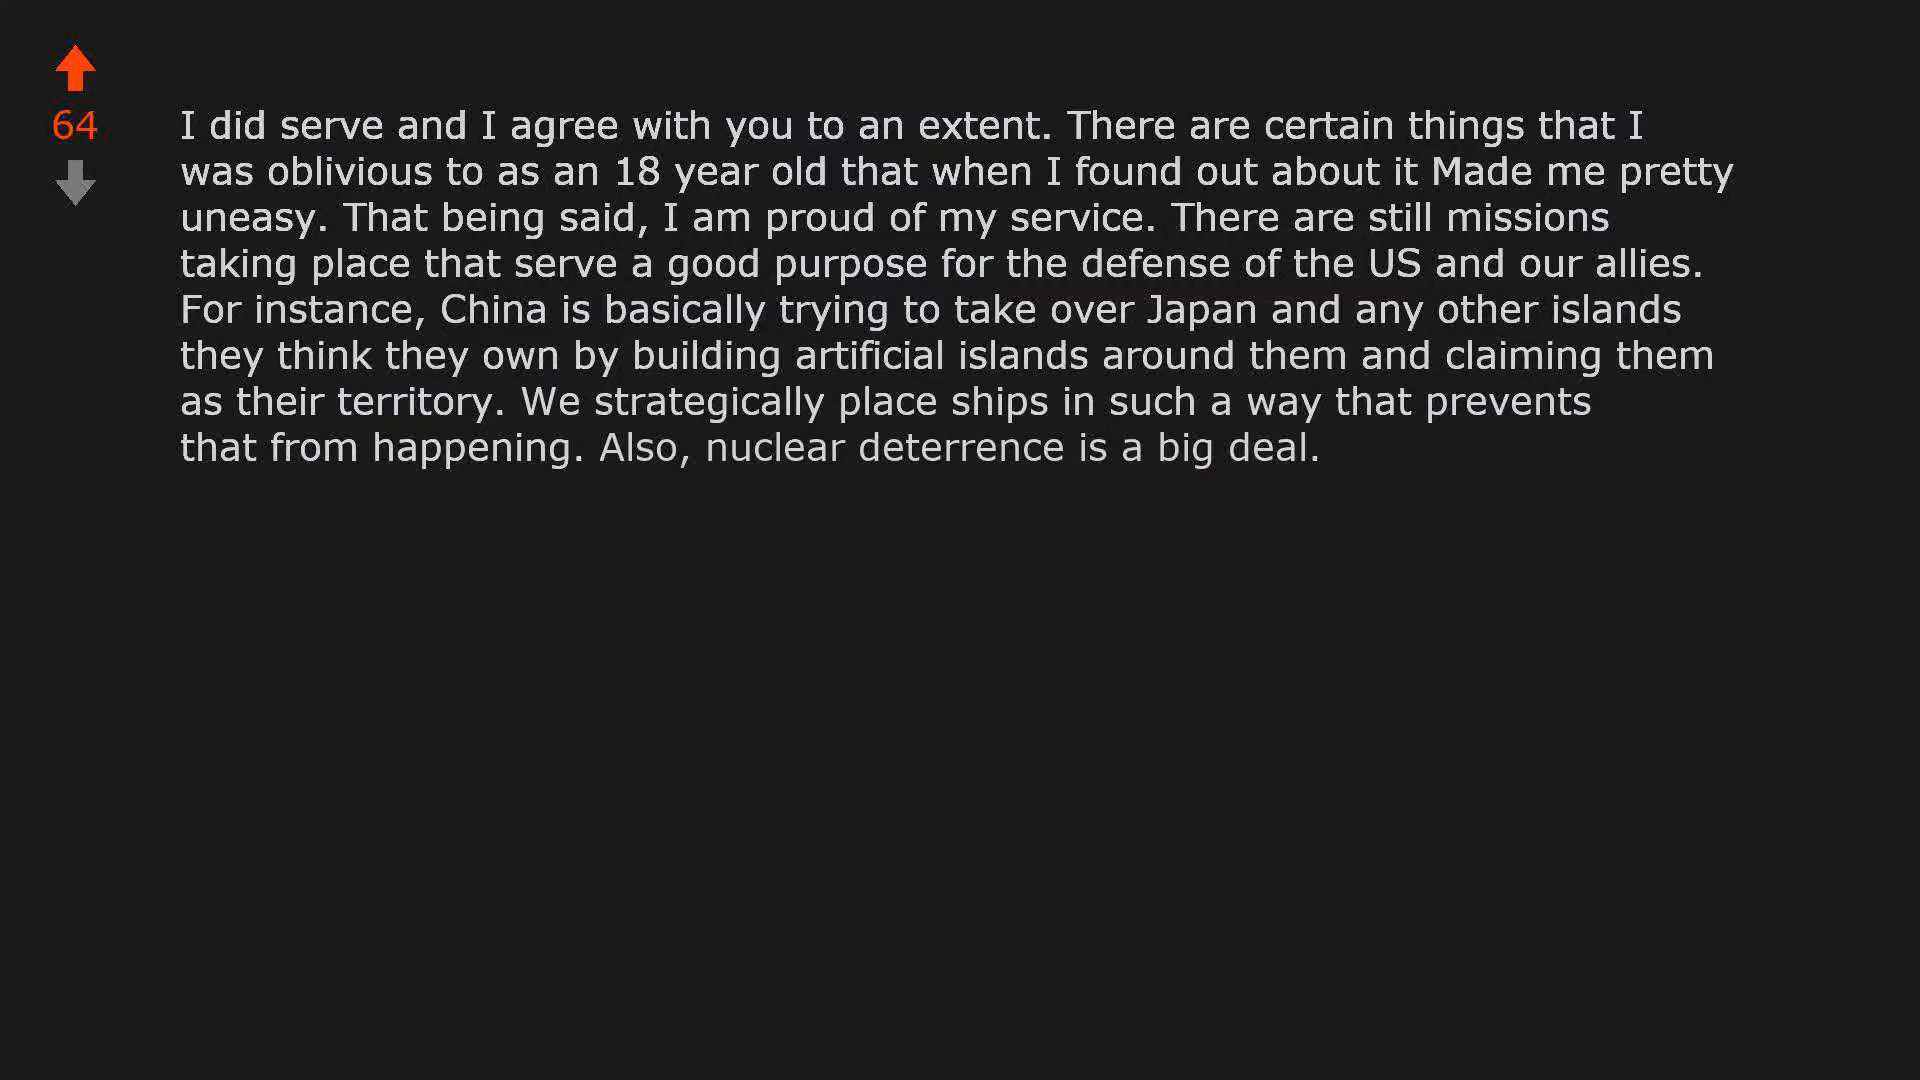 64
I did serve and I agree with you to an extent. There are certain things that I
was oblivious to as an 18 year old that when I found out about it Made me pretty
uneasy. That being said, I am proud of my service. There are still missions
taking place that serve a good purpose for the defense of the US and our allies.
For instance, China is basically trying to take over Japan and any other islands
they think they own by building artificial islands around them and claiming them
as their territory. We strategically place ships in such a way that prevents
that from happening. Also, nuclear deterrence is a big deal.